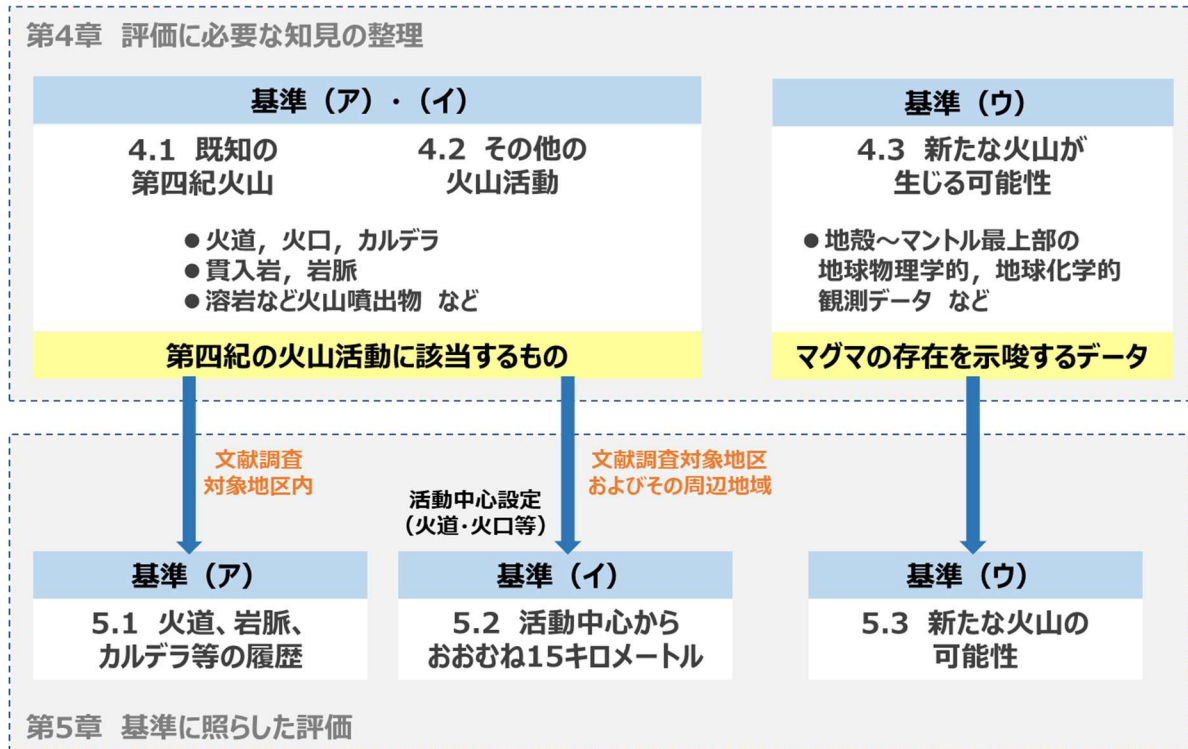 第4章 評価に必要な知見の整理
基準（ア）・（イ）
4.1 既知の
第四紀火山
4.2 その他の
火山活動
●火道，火口，カルデラ
●貫入岩，岩脈
●溶岩など火山噴出物 など
第四紀の火山活動に該当するもの
基準（ウ）
4.3 新たな火山が
生じる可能性
●地殻～マントル最上部の
地球物理学的，地球化学的
観測データ など
マグマの存在を示唆するデータ
文献調査
対象地区内
活動中心設定
（火道・火口等）
文献調査対象地区
およびその周辺地域
基準（ア）
5.1 火道、岩脈、
カルデラ等の履歴
基準（イ）
5.2 活動中心から
おおむね15キロメートル
基準（ウ）
5.3 新たな火山の
可能性
第5章 基準に照らした評価